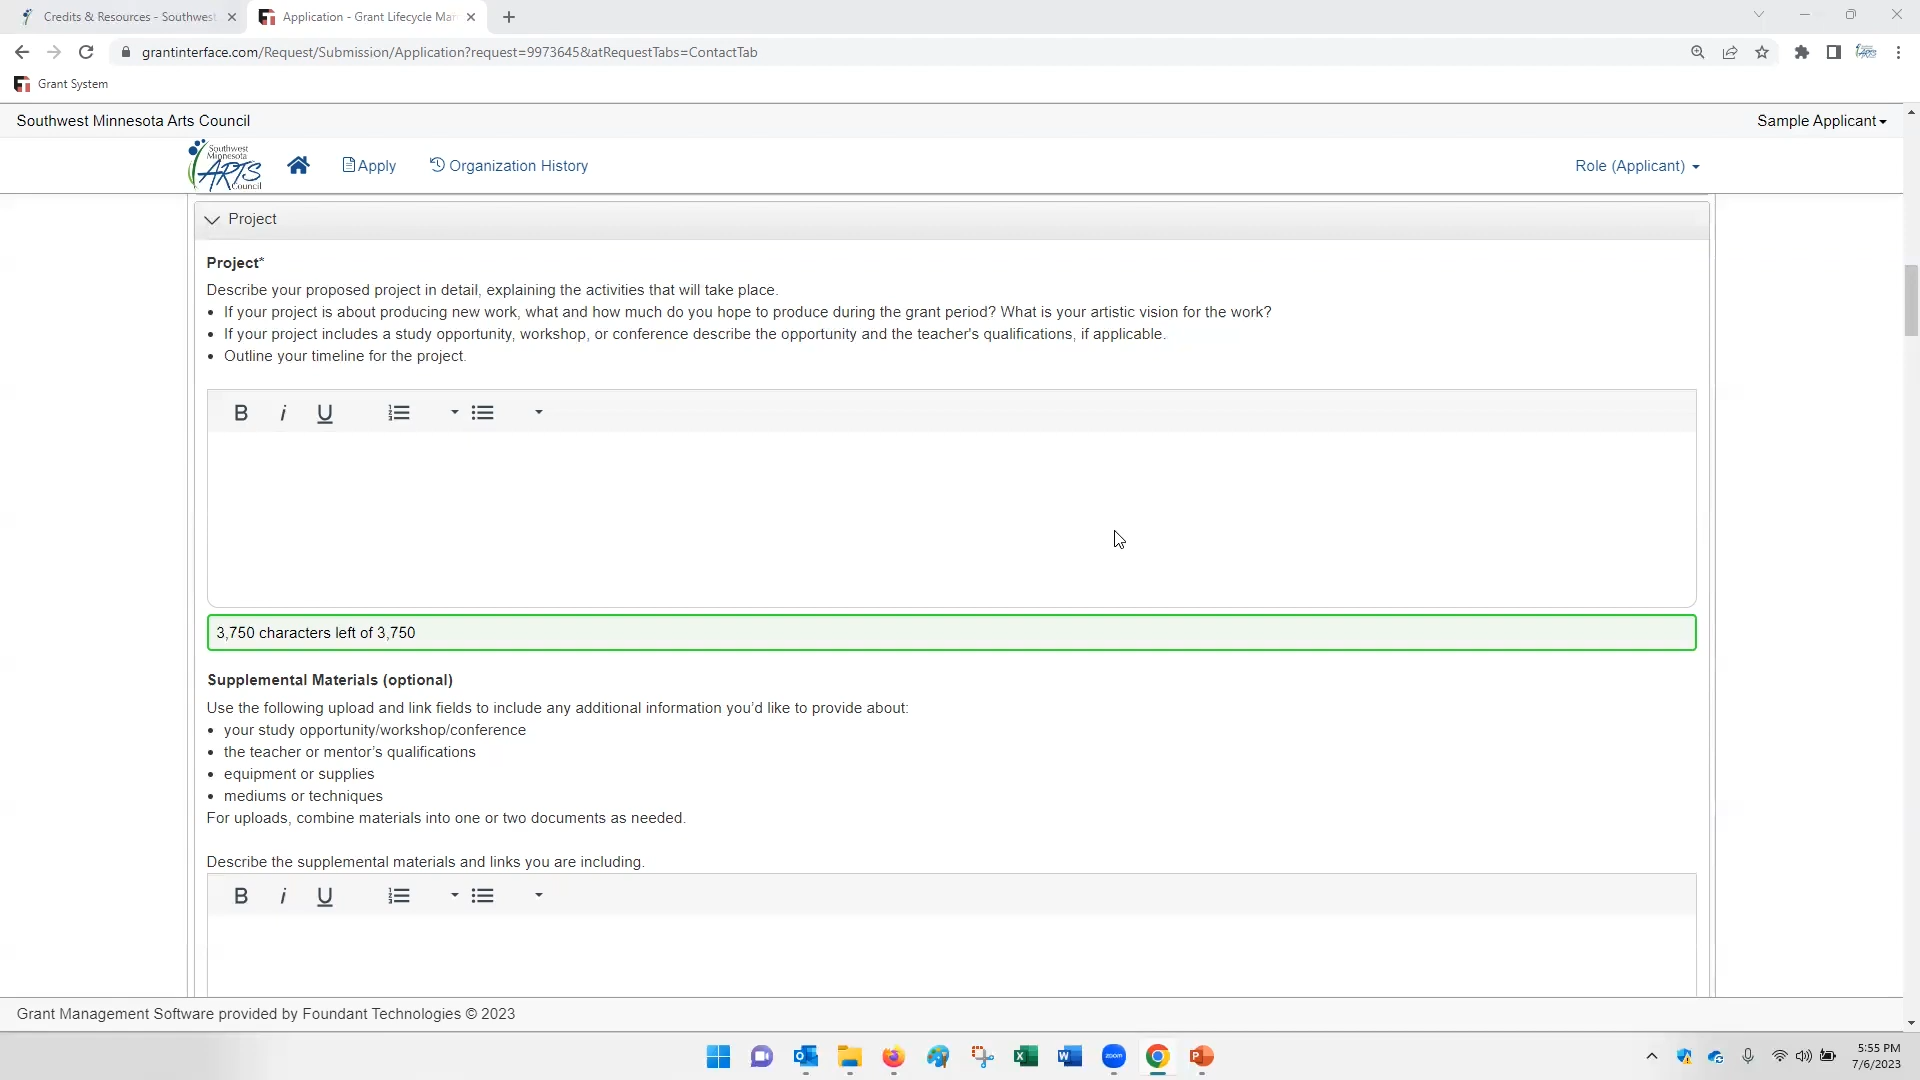 Credits & Resources - Southwest
Application - Grant Lifecycle Man
grantinterface.com/Request/Submission/Application?request=9973645&atRequestTabs=ContactTab
Grant System
Southwest Minnesota Arts Council
Sample Applicant
Southwest
Minnesota
ARTS
Council
Apply
Organization History
Role (Applicant)
Project
Project*
Describe your proposed project in detail, explaining the activities that will take place.
• If your project is about producing new work, what and how much do you hope to produce during the grant period? What is your artistic vision for the work?
• If your project includes a study opportunity, workshop, or conference describe the opportunity and the teacher's qualifications, if applicable.
• Outline your timeline for the project.
B i U
3,750 characters left of 3,750
Supplemental Materials (optional)
Use the following upload and link fields to include any additional information you'd like to provide about:
• your study opportunity/workshop/conference
• the teacher or mentor's qualifications
• equipment or supplies
• mediums or techniques
For uploads, combine materials into one or two documents as needed.
Describe the supplemental materials and links you are including.
B i U
Grant Management Software provided by Foundant Technologies © 2023
zoom
5:55 PM
7/6/2023